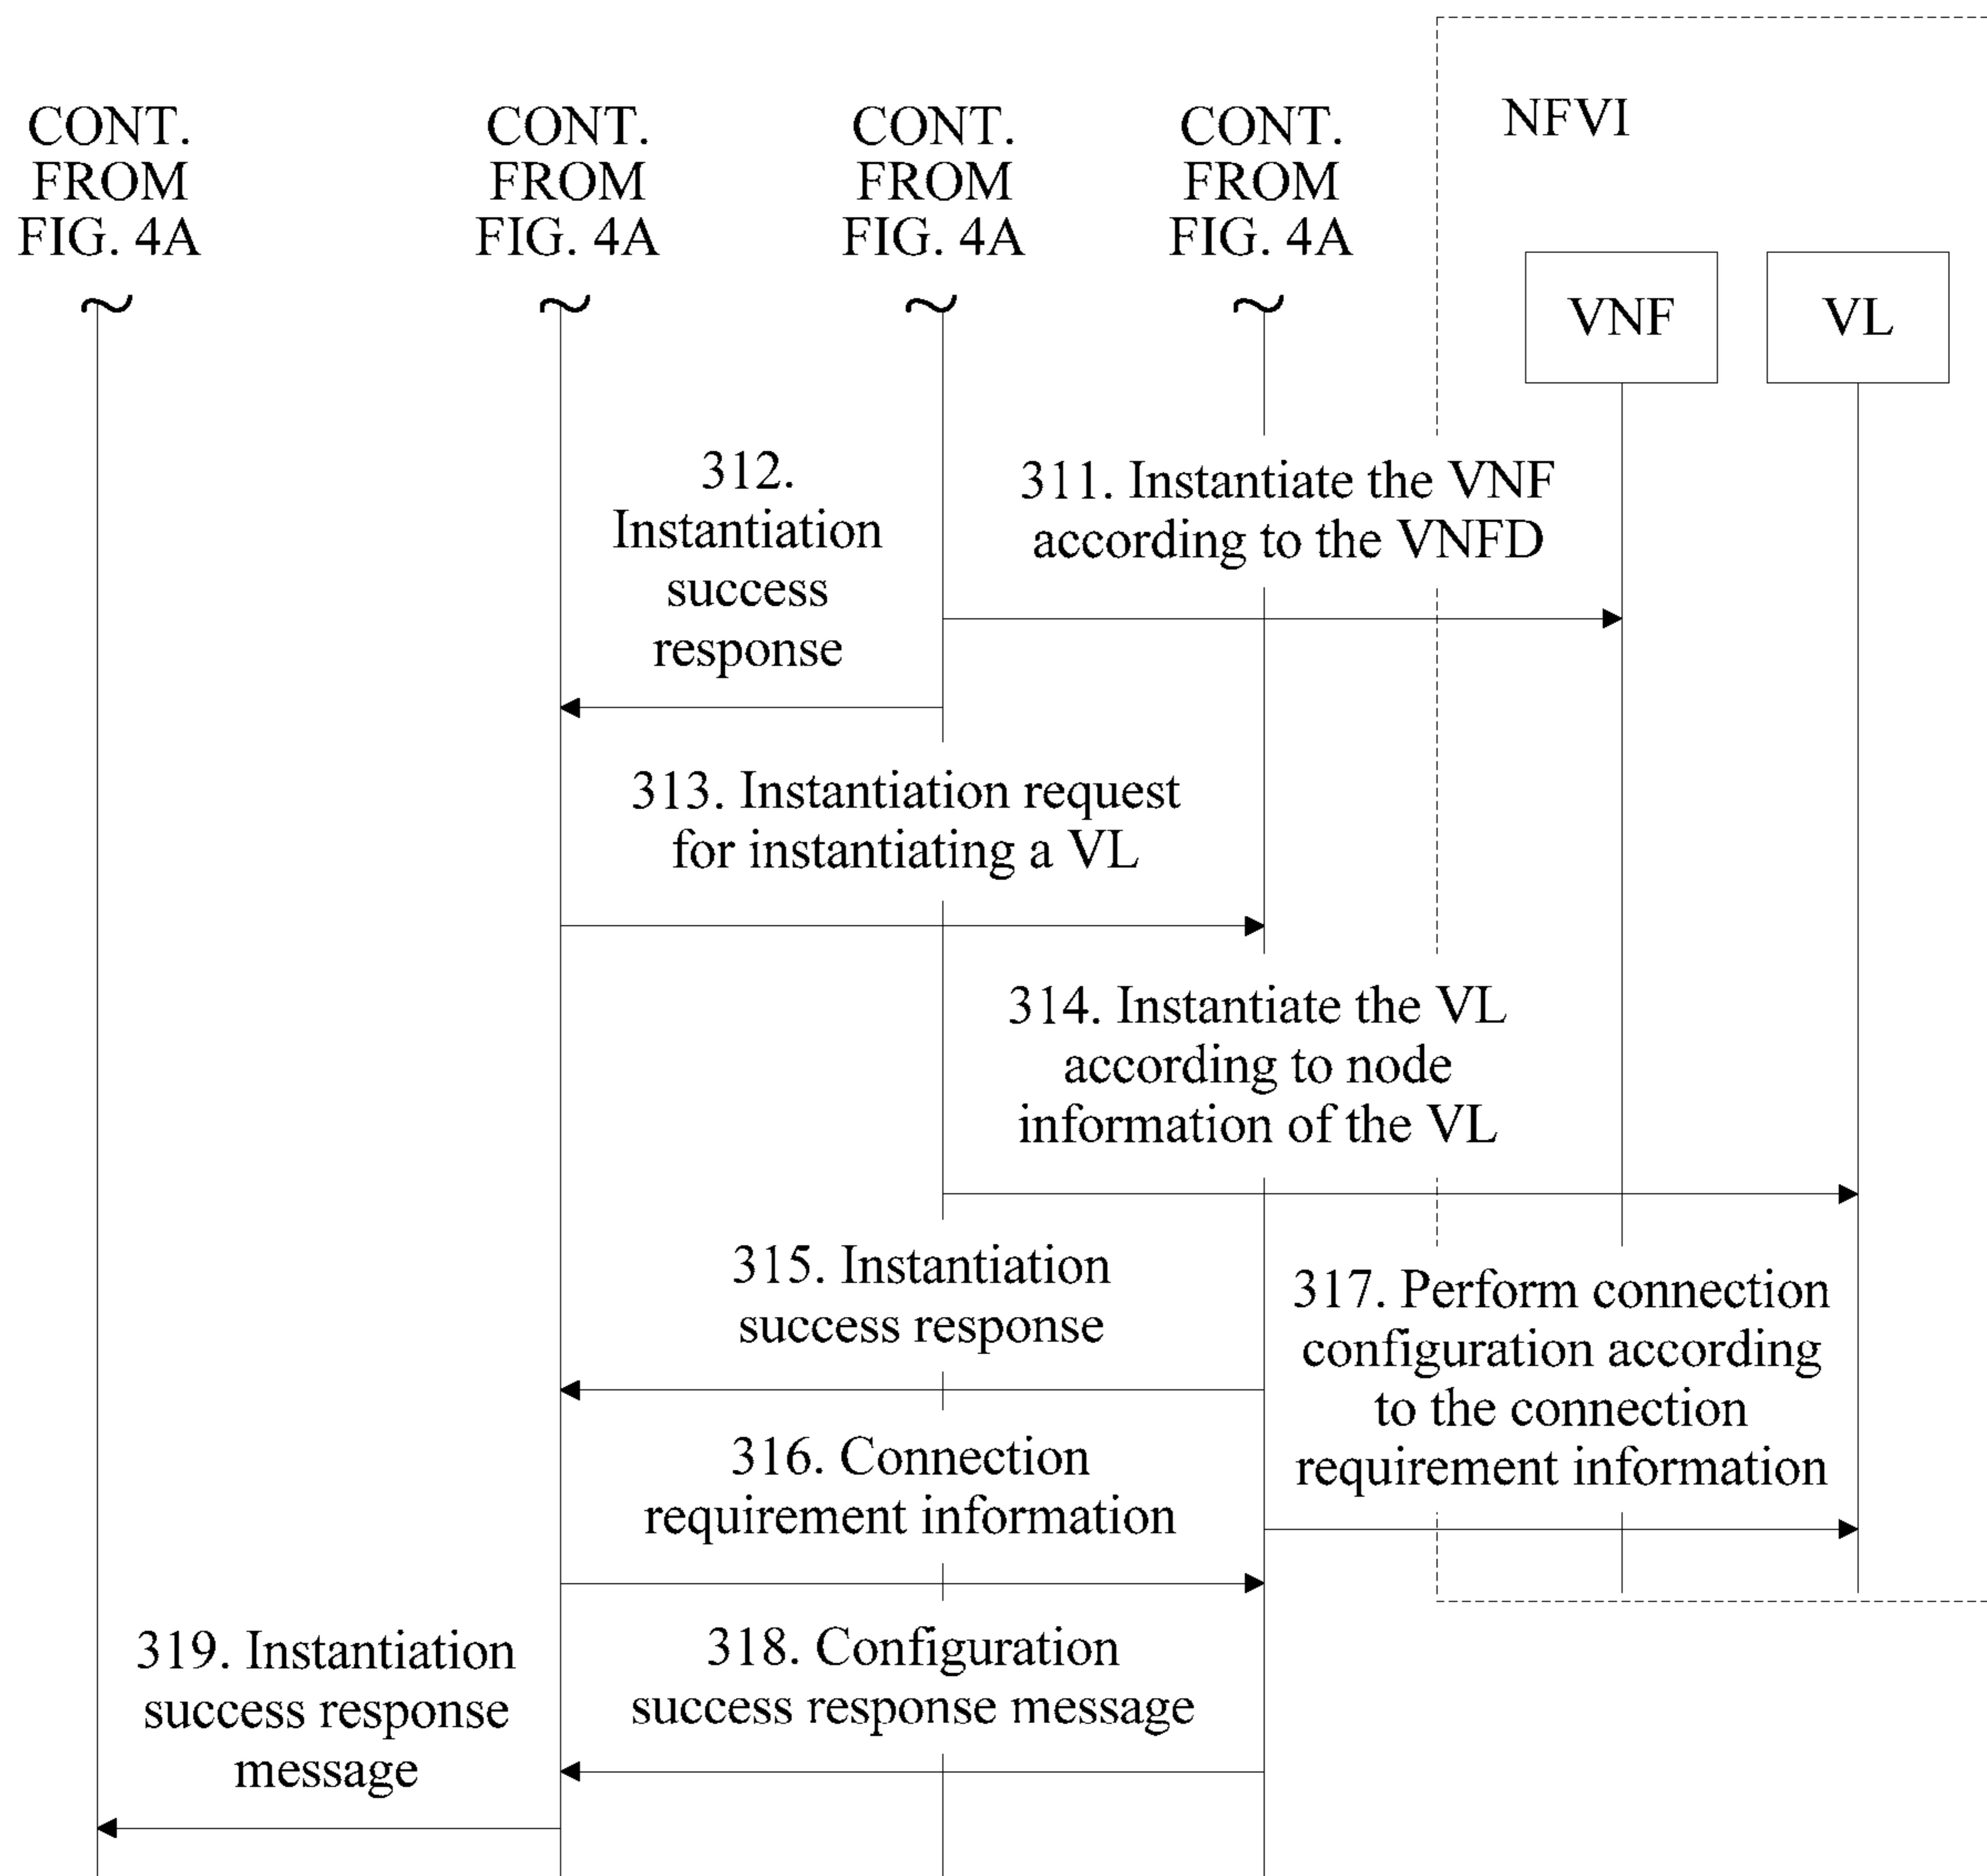 CONT.
FROM
FIG. 4A
CONT.
FROM
FIG. 4A
CONT.
FROM
FIG. 4A
CONT.
FROM
FIG. 4A
NFVI
VNF
VL
311. Instantiate the VNF
according to the VNFD
312.
Instantiation
success
response
313. Instantiation request
for instantiating a VL
314. Instantiate the VL
according to node
information of the VL
315. Instantiation
success response
316. Connection
requirement information
317. Perform connection
configuration according
to the connection
requirement information
318. Configuration
success response message
319. Instantiation
success response
message